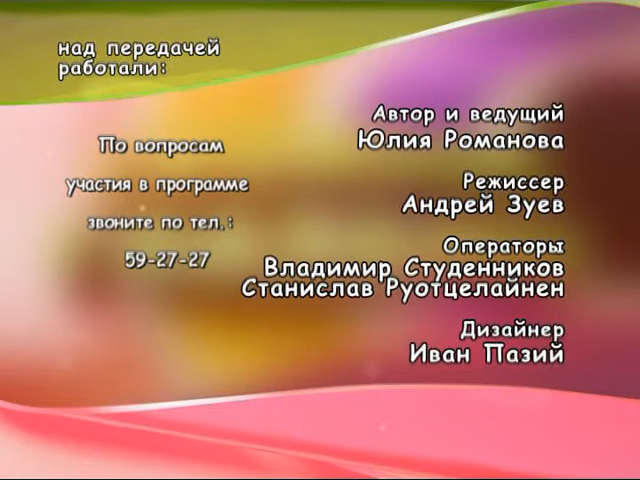 над передачей
работали:
По вопросам
участия в программе
звоните по тел.:
59-27-27
Автор и ведущий
Юлия Романова
Режиссер
Андрей Зуев
Операторы
Владимир Студенников
Станислав Руотцелайнен
Дизайнер
Иван Пазий